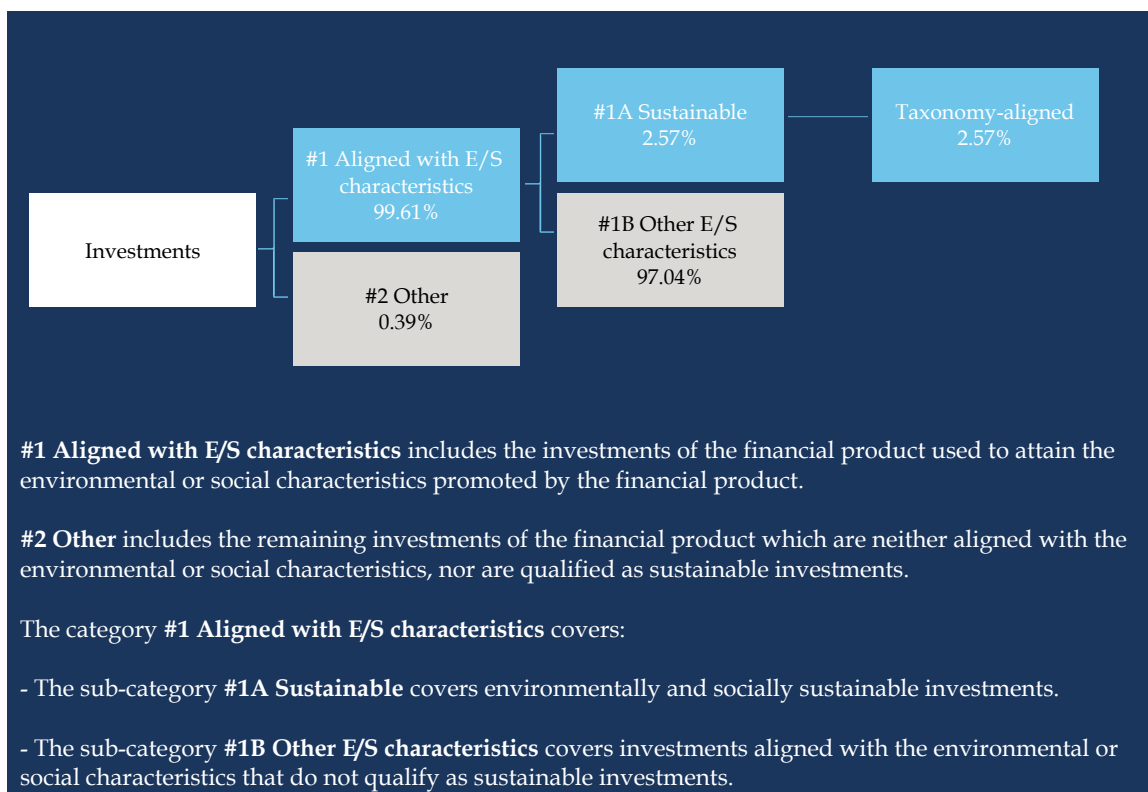 Investments
#1 Aligned with E/S
characteristics
99.61%
#2 Other
0.39%
#1A Sustainable
2.57%
#1B Other E/S
characteristics
97.04%
Taxonomy-aligned
2.57%
#1 Aligned with E/S characteristics includes the investments of the financial product used to attain the
environmental or social characteristics promoted by the financial product.
#2 Other includes the remaining investments of the financial product which are neither aligned with the
environmental or social characteristics, nor are qualified as sustainable investments.
The category #1 Aligned with E/S characteristics covers:
- The sub-category #1A Sustainable covers environmentally and socially sustainable investments.
- The sub-category #1B Other E/S characteristics covers investments aligned with the environmental or
social characteristics that do not qualify as sustainable investments.